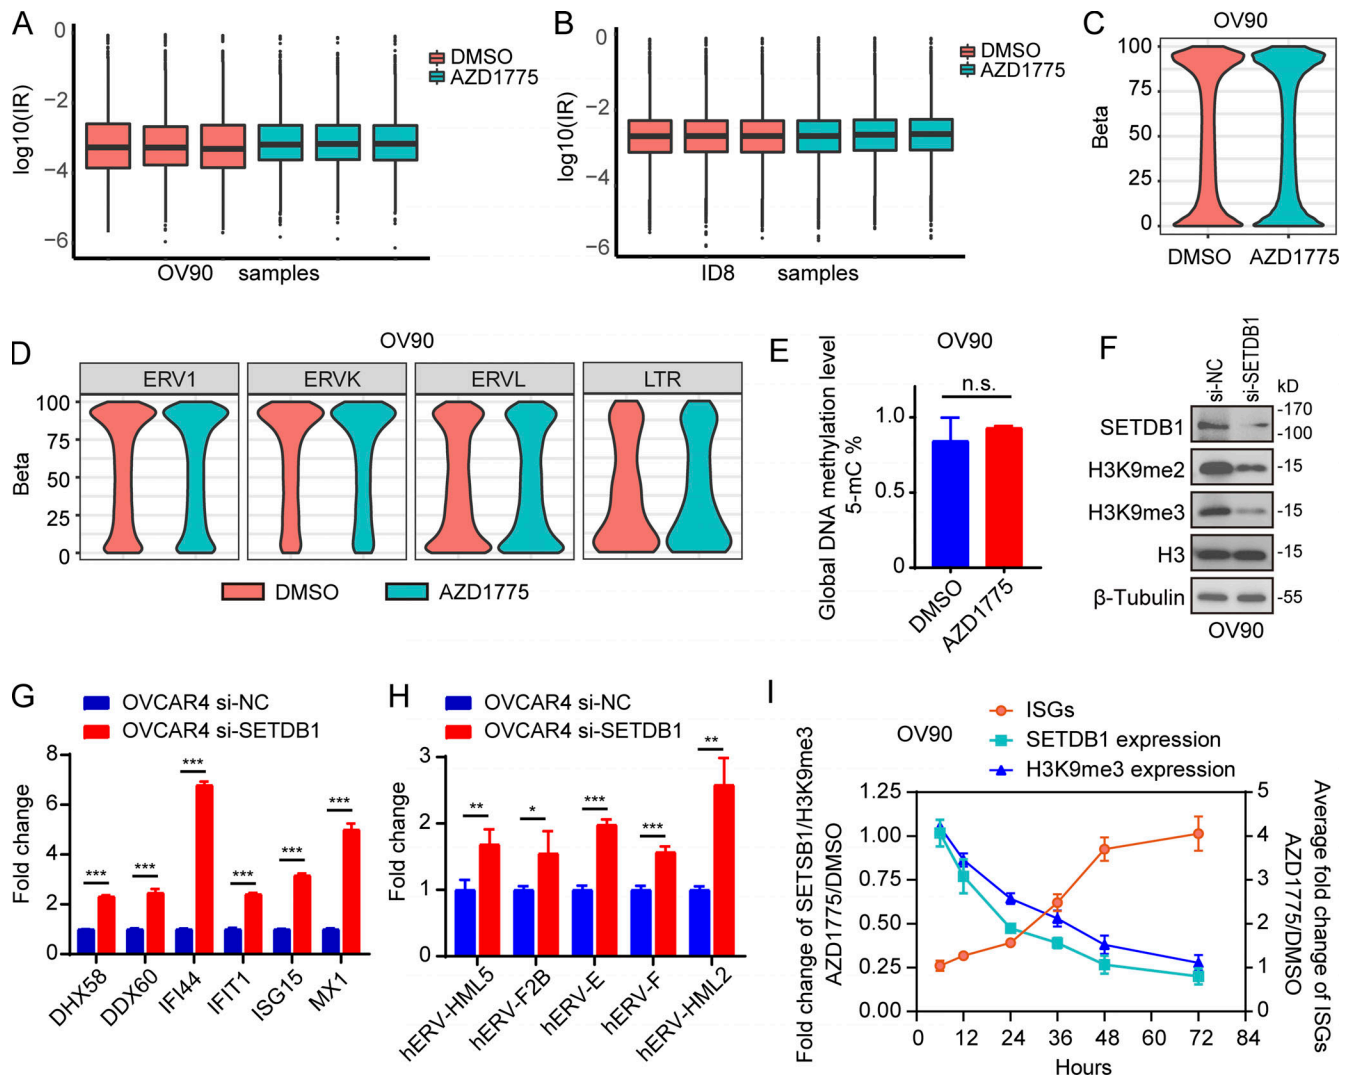 A
0
−2
−4
−6
log10(IR)
DMSO
AZD1775
OV90 samples
B
0
−2
−4
−6
log10(IR)
DMSO
AZD1775
ID8 samples
C
OV90
100
75
50
25
0
Beta
DMSO AZD1775
D
OV90
ERV1 ERVK ERVL LTR
100
75
50
25
0
Beta
DMSO AZD1775
E
OV90
n.s.
1.0
0.5
0
Global DNA methylation level
5-mC %
DMSO
AZD1775
F
si-NC
si-SETDB1
kD
SETDB1
-170
-100
H3K9me2 -15
H3K9me3 -15
H3 -15
β-Tubulin -55
OV90
G
OVCAR4 si-NC
OVCAR4 si-SETDB1
8
6
4
2
0
Fold change
*** *** *** *** *** ***
DHX58
DDX60
IFI44
IFIT1
ISG15
MX1
H
OVCAR4 si-NC
OVCAR4 si-SETDB1
3
2
1
0
Fold change
** * *** *** **
hERV-HML5
hERV-F2B
hERV-E
hERV-F
hERV-HML2
I
OV90
ISGs
SETDB1 expression
H3K9me3 expression
Fold change of SETSB1/H3K9me3
AZD1775/DMSO
1.25
1.00
0.75
0.50
0.25
0.00
5
4
3
2
1
0
Average fold change of ISGs
AZD1775/DMSO
0 12 24 36 48 60 72 84
Hours